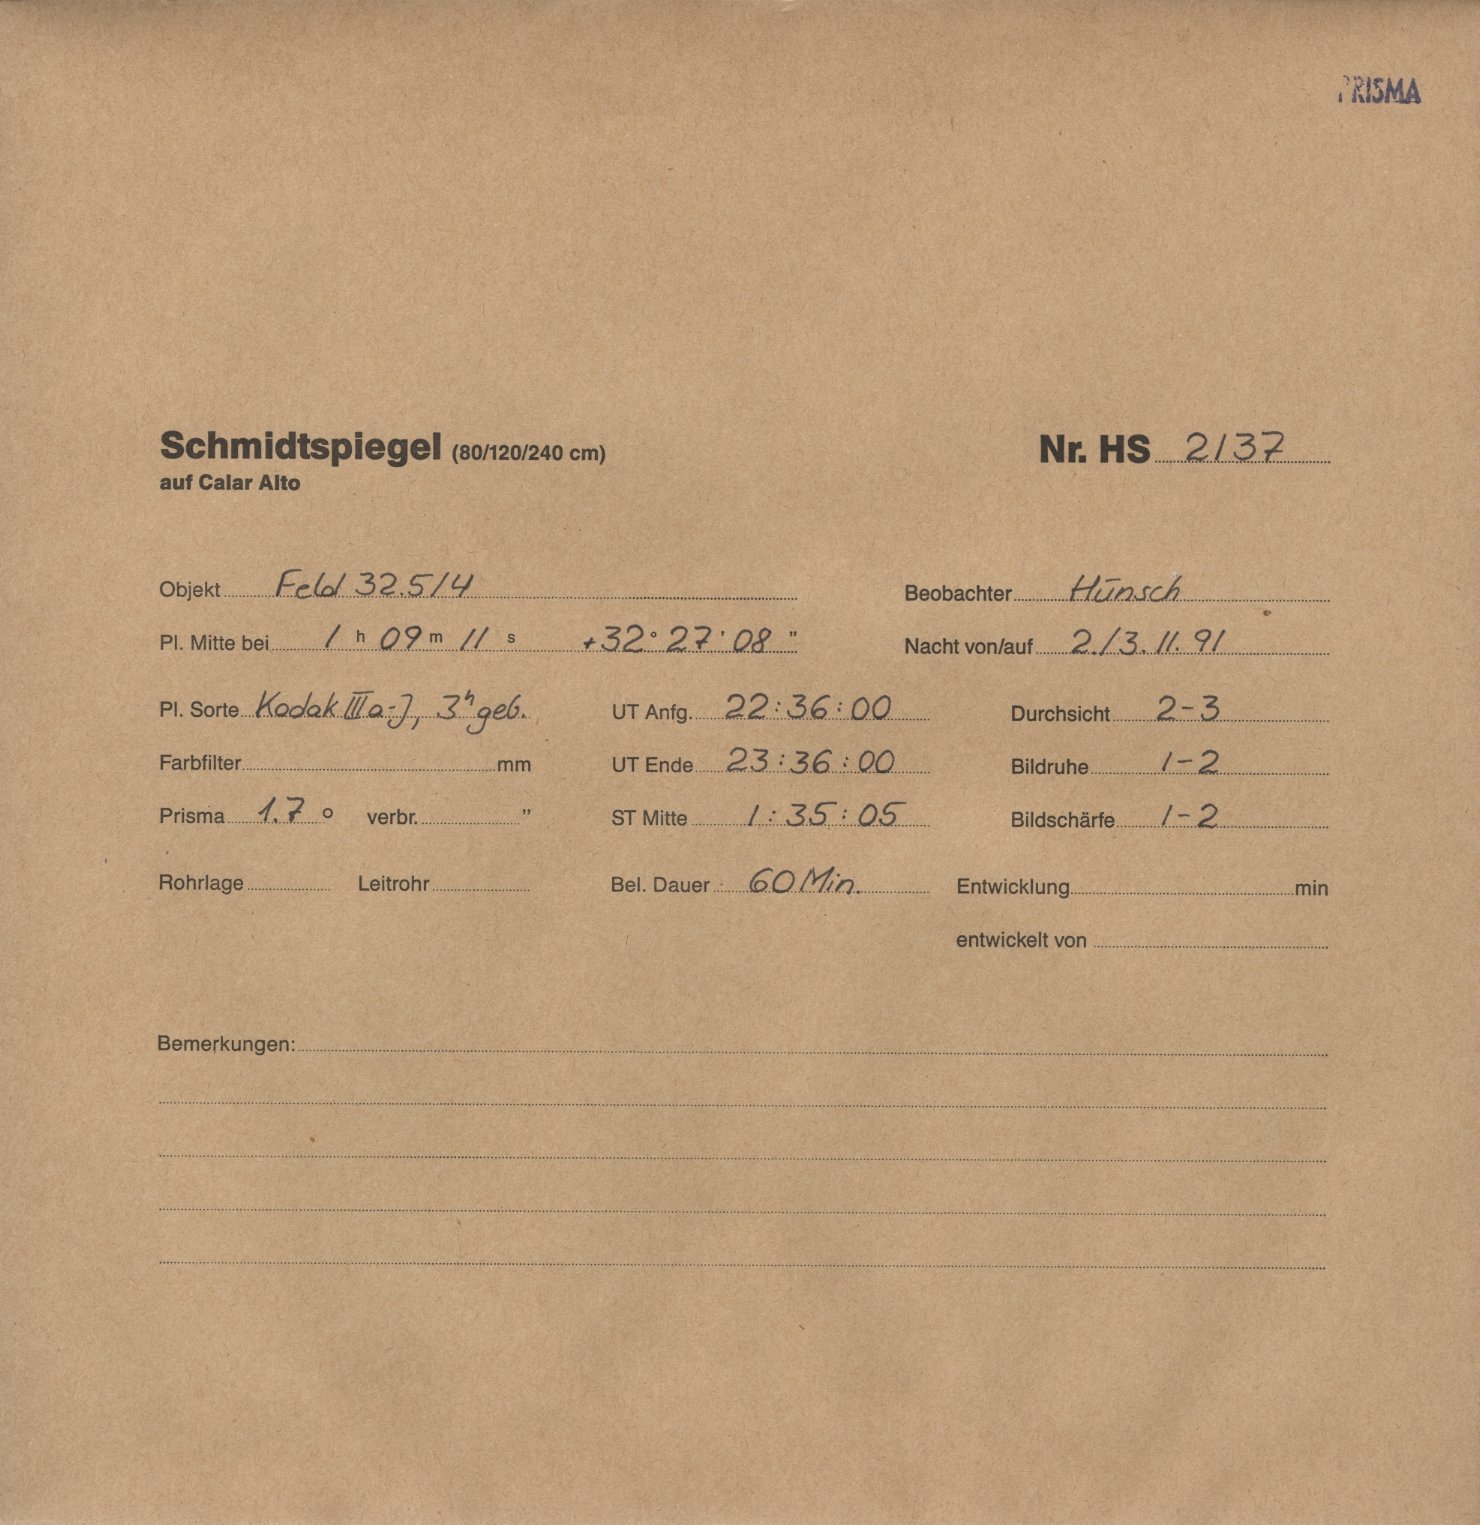 PRISMA
Schmidtspiegel (80/120/240 cm) Nr. HS 2137
auf Calar Alto
Objekt Feld 32.5/4 Beobachter Hünsch
Pl. Mitte bei 1 h 09 m 11 s +32° 27' 08 " Nacht von/auf 2./3. 11. 91
Pl. Sorte Kodak IIIa-J, 3h geb. UT Anfg. 22:36:00 Durchsicht 2-3
Farbfilter mm UT Ende 23:36:00 Bildruhe 1-2
Prisma 1.7 ° verbr. " ST Mitte 1:35:05 Bildschärfe 1-2
Rohrlage Leitrohr Bel. Dauer 60 Min. Entwicklung min
entwickelt von
Bemerkungen: